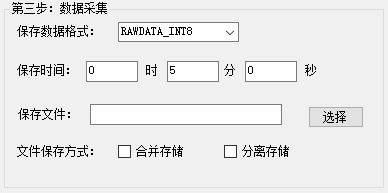 第三步：数据采集
保存数据格式： RAWDATA_INT8
保存时间： 0 时 5 分 0 秒
保存文件： 选择
文件保存方式： 合并存储 分离存储